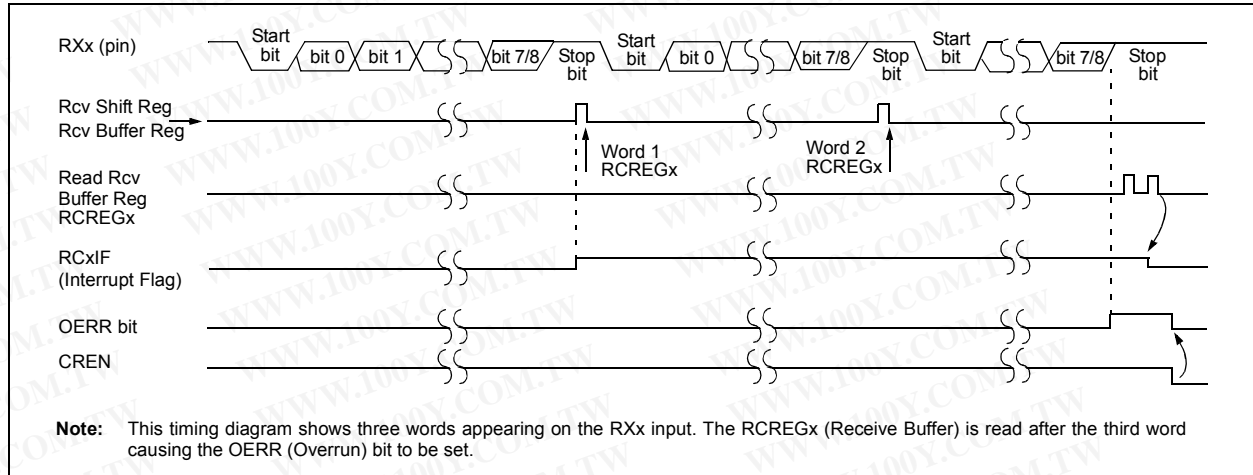 RXx (pin)
Start bit
bit 0
bit 1
bit 7/8
Stop bit
Start bit
bit 0
bit 7/8
Stop bit
Start bit
bit 7/8
Stop bit
Rcv Shift Reg
Rcv Buffer Reg
Word 1
RCREGx
Word 2
RCREGx
Read Rcv
Buffer Reg
RCREGx
RCxIF
(Interrupt Flag)
OERR bit
CREN
Note: This timing diagram shows three words appearing on the RXx input. The RCREGx (Receive Buffer) is read after the third word
causing the OERR (Overrun) bit to be set.
WWW.100Y.COM.TW